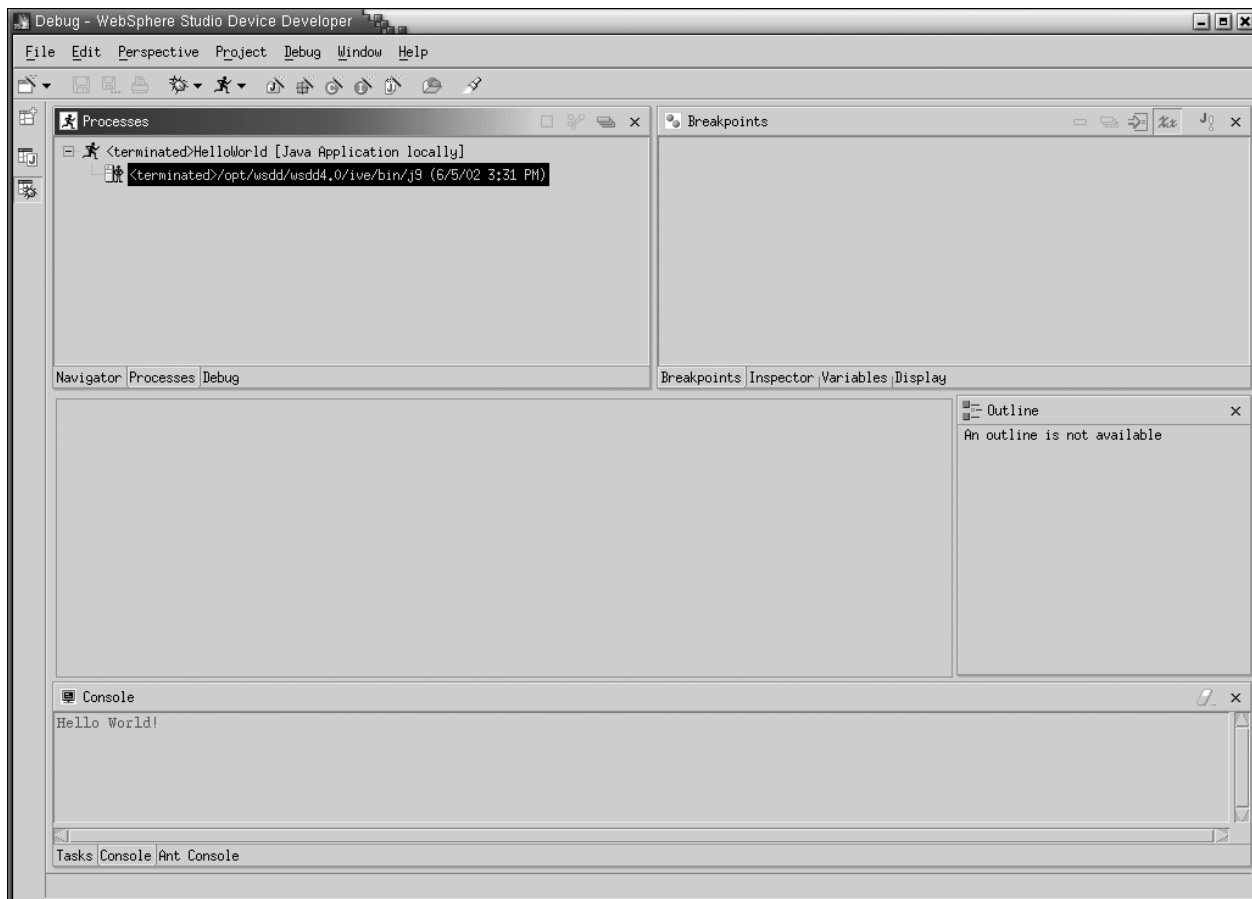 Debug - WebSphere Studio Device Developer
File Edit Perspective Project Debug Window Help
Processes
<terminated>HelloWorld [Java Application locally]
<terminated>/opt/wsdd/wsdd4.0/ive/bin/j9 (6/5/02 3:31 PM)
Navigator Processes Debug
Breakpoints
Breakpoints Inspector Variables Display
Outline
An outline is not available
Console
Hello World!
Tasks Console Ant Console